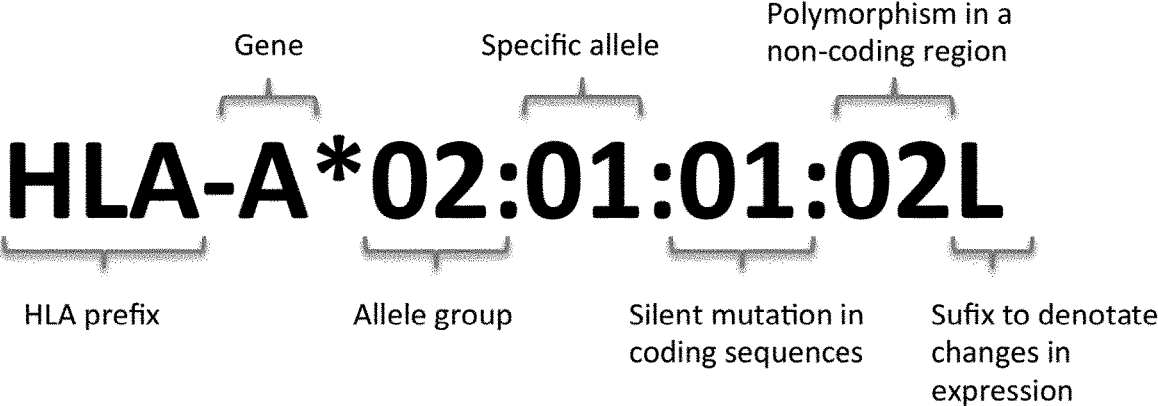 Gene
Specific allele
Polymorphism in a
non-coding region
HLA-A*02:01:01:02L
HLA prefix
Allele group
Silent mutation in
coding sequences
Sufix to denotate
changes in
expression